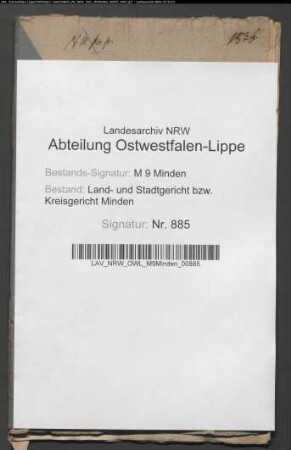 Landesarchiv NRW
Abteilung Ostwestfalen-Lippe
Bestands-Signatur: M 9 Minden
Bestand: Land- und Stadtgericht bzw.
Kreisgericht Minden
Signatur: Nr. 885
LAV_NRW_OWL_M9Minden_00885